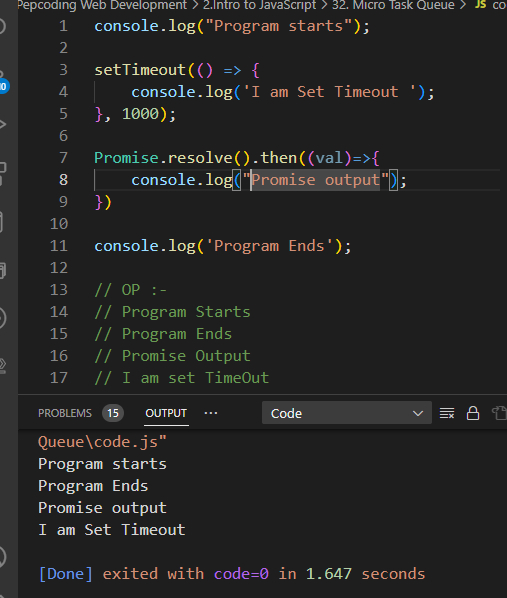 Pepcoding Web Development > 2.Intro to JavaScript > 32. Micro Task Queue > JS co
1 console.log("Program starts");
2
3 setTimeout(() => {
4     console.log('I am Set Timeout ');
5 }, 1000);
6
7 Promise.resolve().then((val)=>{
8     console.log("Promise output");
9 })
10
11 console.log('Program Ends');
12
13 // OP :-
14 // Program Starts
15 // Program Ends
16 // Promise Output
17 // I am set TimeOut
PROBLEMS 15 OUTPUT ... Code
Queue\code.js"
Program starts
Program Ends
Promise output
I am Set Timeout
[Done] exited with code=0 in 1.647 seconds